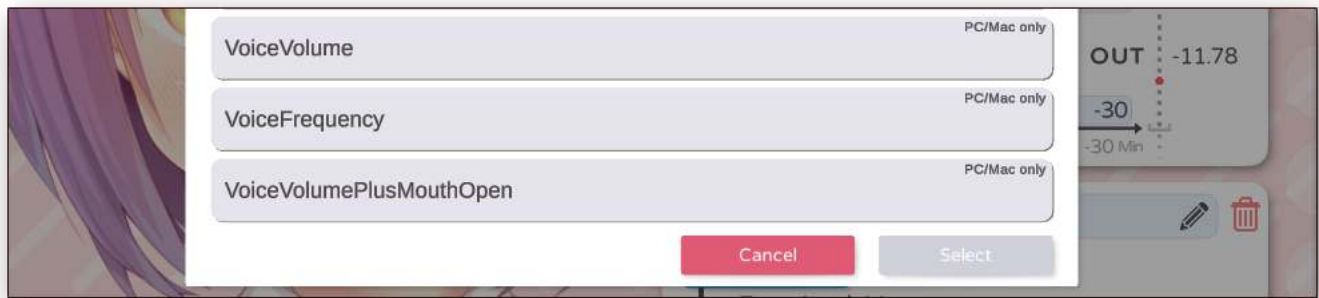 VoiceVolume
PC/Mac only
VoiceFrequency
PC/Mac only
VoiceVolumePlusMouthOpen
PC/Mac only
Cancel
Select
OUT
-11.78
-30
-30 Min